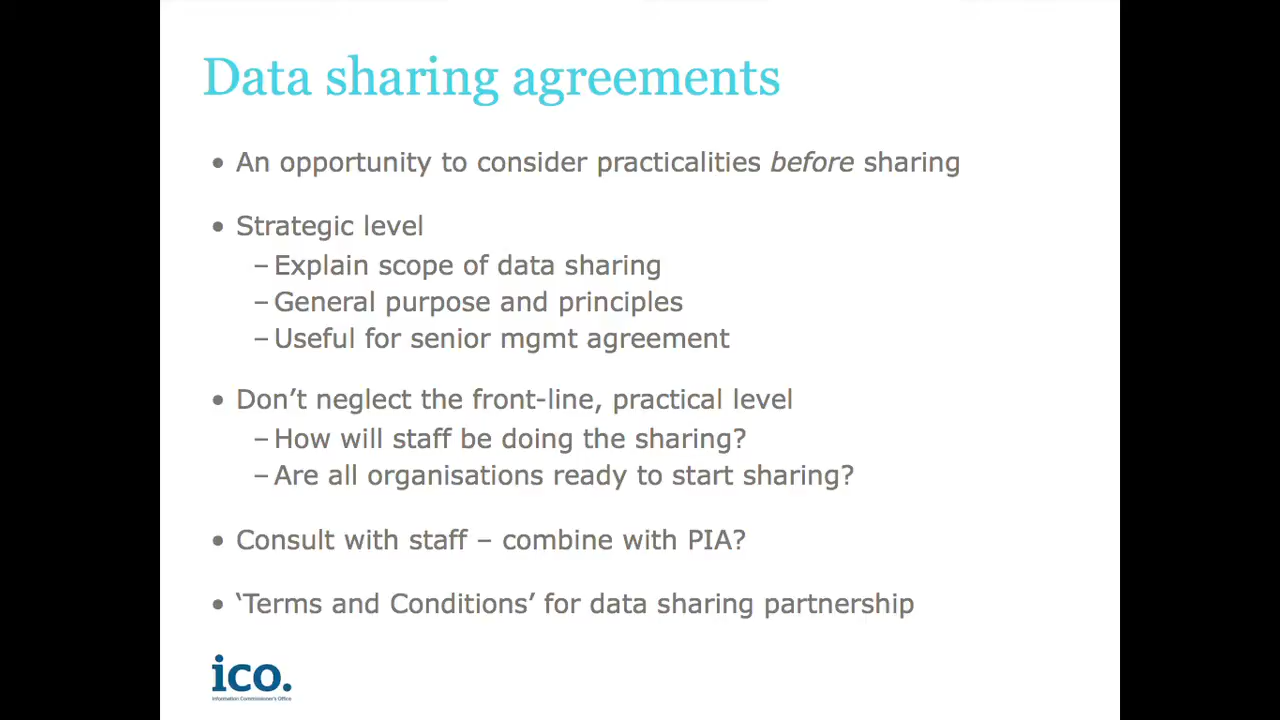 Data sharing agreements
• An opportunity to consider practicalities before sharing
• Strategic level
– Explain scope of data sharing
– General purpose and principles
– Useful for senior mgmt agreement
• Don’t neglect the front-line, practical level
– How will staff be doing the sharing?
– Are all organisations ready to start sharing?
• Consult with staff – combine with PIA?
• ‘Terms and Conditions’ for data sharing partnership
ico.
Information Commissioner's Office